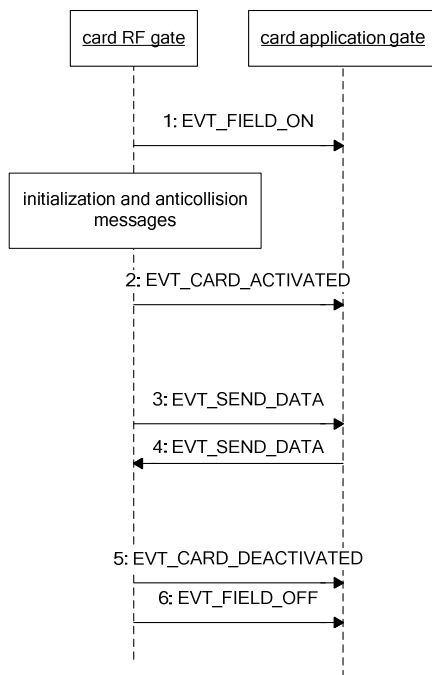 card RF gate
card application gate
1: EVT_FIELD_ON
initialization and anticollision
messages
2: EVT_CARD_ACTIVATED
3: EVT_SEND_DATA
4: EVT_SEND_DATA
5: EVT_CARD_DEACTIVATED
6: EVT_FIELD_OFF